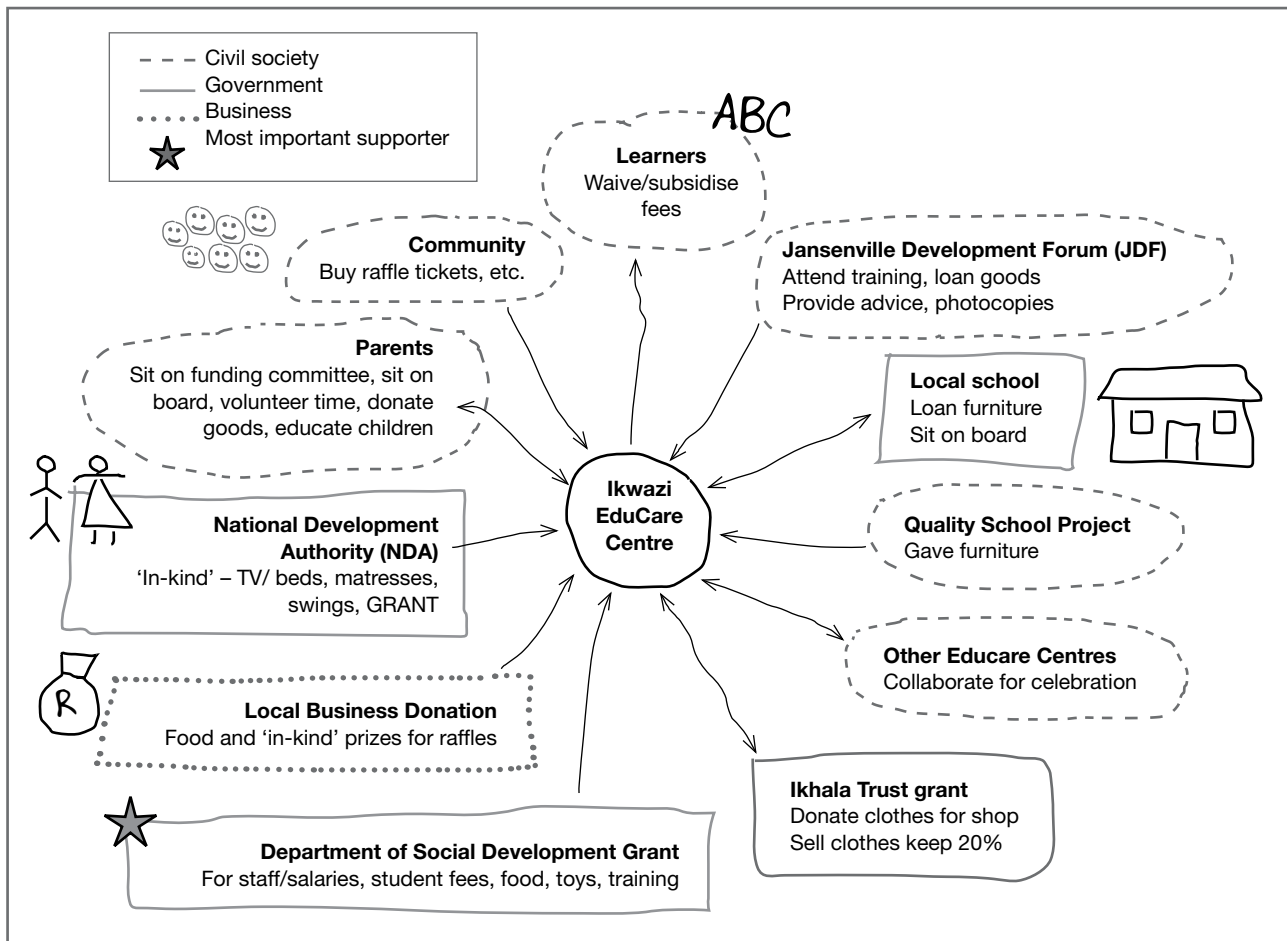 Civil society
Government
Business
Most important supporter
ABC
Learners
Waive/subsidise
fees
Community
Buy raffle tickets, etc.
Jansenville Development Forum (JDF)
Attend training, loan goods
Provide advice, photocopies
Parents
Sit on funding committee, sit on
board, volunteer time, donate
goods, educate children
Local school
Loan furniture
Sit on board
Ikwazi
EduCare
Centre
National Development
Authority (NDA)
‘In-kind’ – TV/ beds, matresses,
swings, GRANT
Quality School Project
Gave furniture
Other Educare Centres
Collaborate for celebration
R
Local Business Donation
Food and ‘in-kind’ prizes for raffles
Ikhala Trust grant
Donate clothes for shop
Sell clothes keep 20%
Department of Social Development Grant
For staff/salaries, student fees, food, toys, training